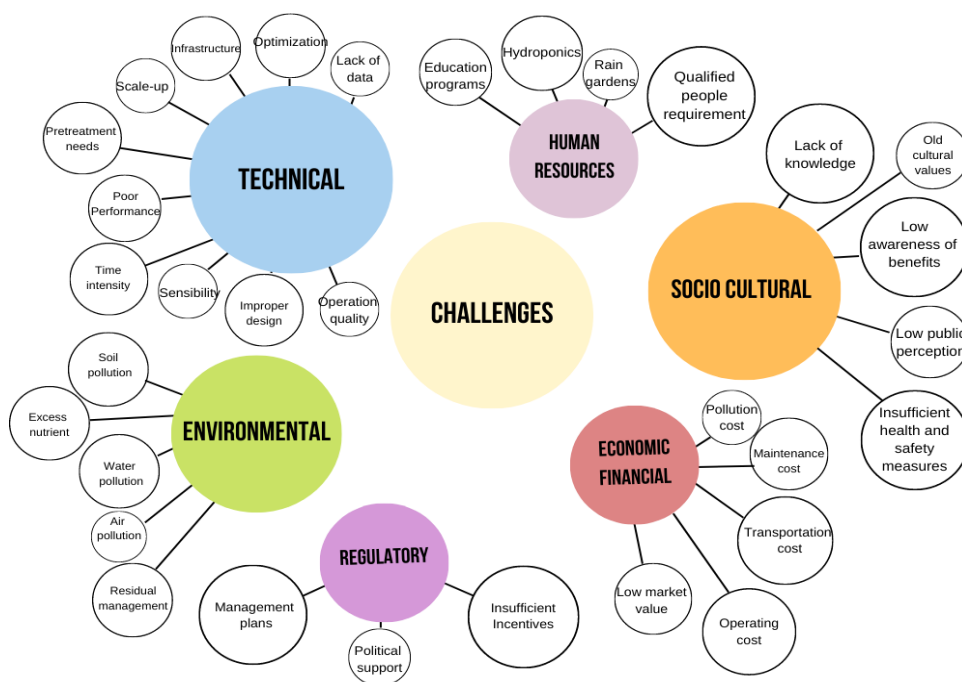 Infrastructure
Optimization
Lack of
data
Scale-up
Pretreatment
needs
Poor
Performance
Time
intensity
Sensibility
Improper
design
Operation
quality
TECHNICAL
Education
programs
Hydroponics
Rain
gardens
Qualified
people
requirement
HUMAN
RESOURCES
Lack of
knowledge
Old
cultural
values
Low
awareness of
benefits
Low public
perception
Insufficient
health and
safety
measures
SOCIO CULTURAL
CHALLENGES
Soil
pollution
Excess
nutrient
Water
pollution
Air
pollution
Residual
management
ENVIRONMENTAL
REGULATORY
Management
plans
Political
support
Insufficient
Incentives
ECONOMIC
FINANCIAL
Pollution
cost
Maintenance
cost
Transportation
cost
Low market
value
Operating
cost